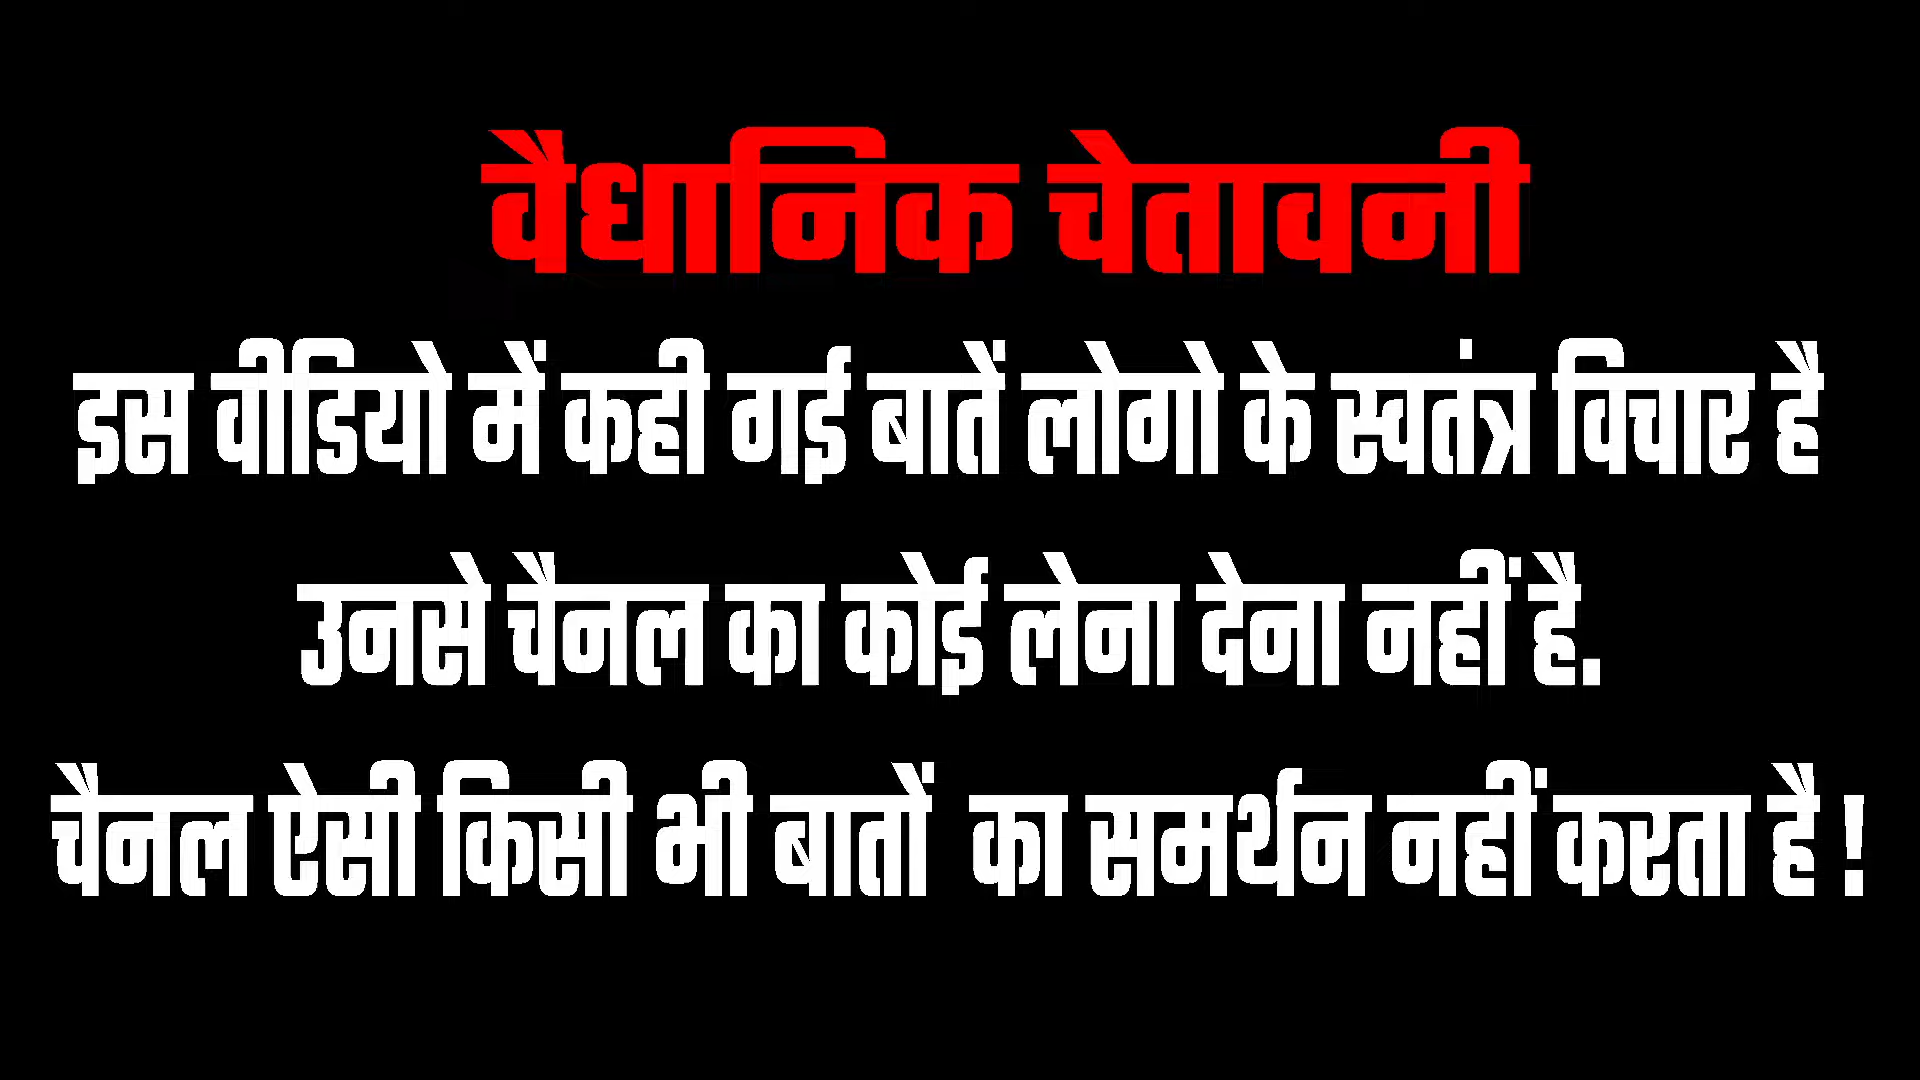 वैधानिक चेतावनी
इस वीडियो में कही गई बातें लोगो के स्वतंत्र विचार है
उनसे चैनल का कोई लेना देना नहीं है.
चैनल ऐसी किसी भी बातों का समर्थन नहीं करता है !